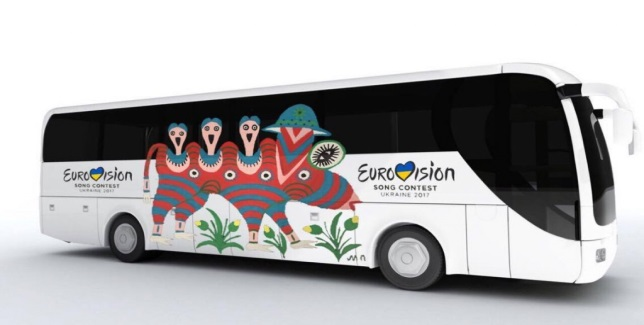 EUROVISION
SONG CONTEST
UKRAINE 2017
EUROVISION
SONG CONTEST
UKRAINE 2017